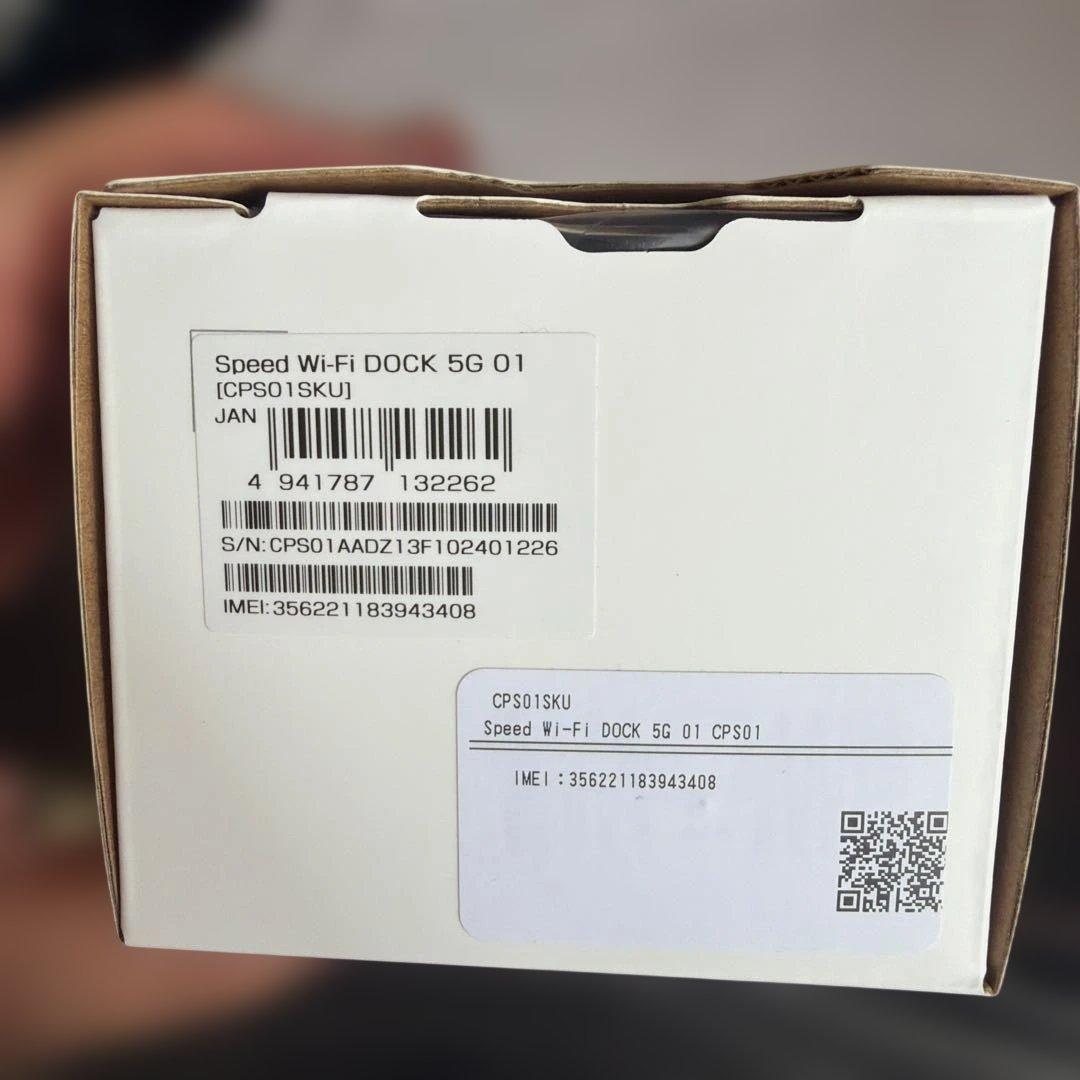 Speed Wi-Fi DOCK 5G 01
[CPS01SKU]
JAN
4 941787 132262
S/N:CPS01AADZ13F102401226
IMEI:356221183943408
CPS01SKU
Speed Wi-Fi DOCK 5G 01 CPS01
IMEI:356221183943408